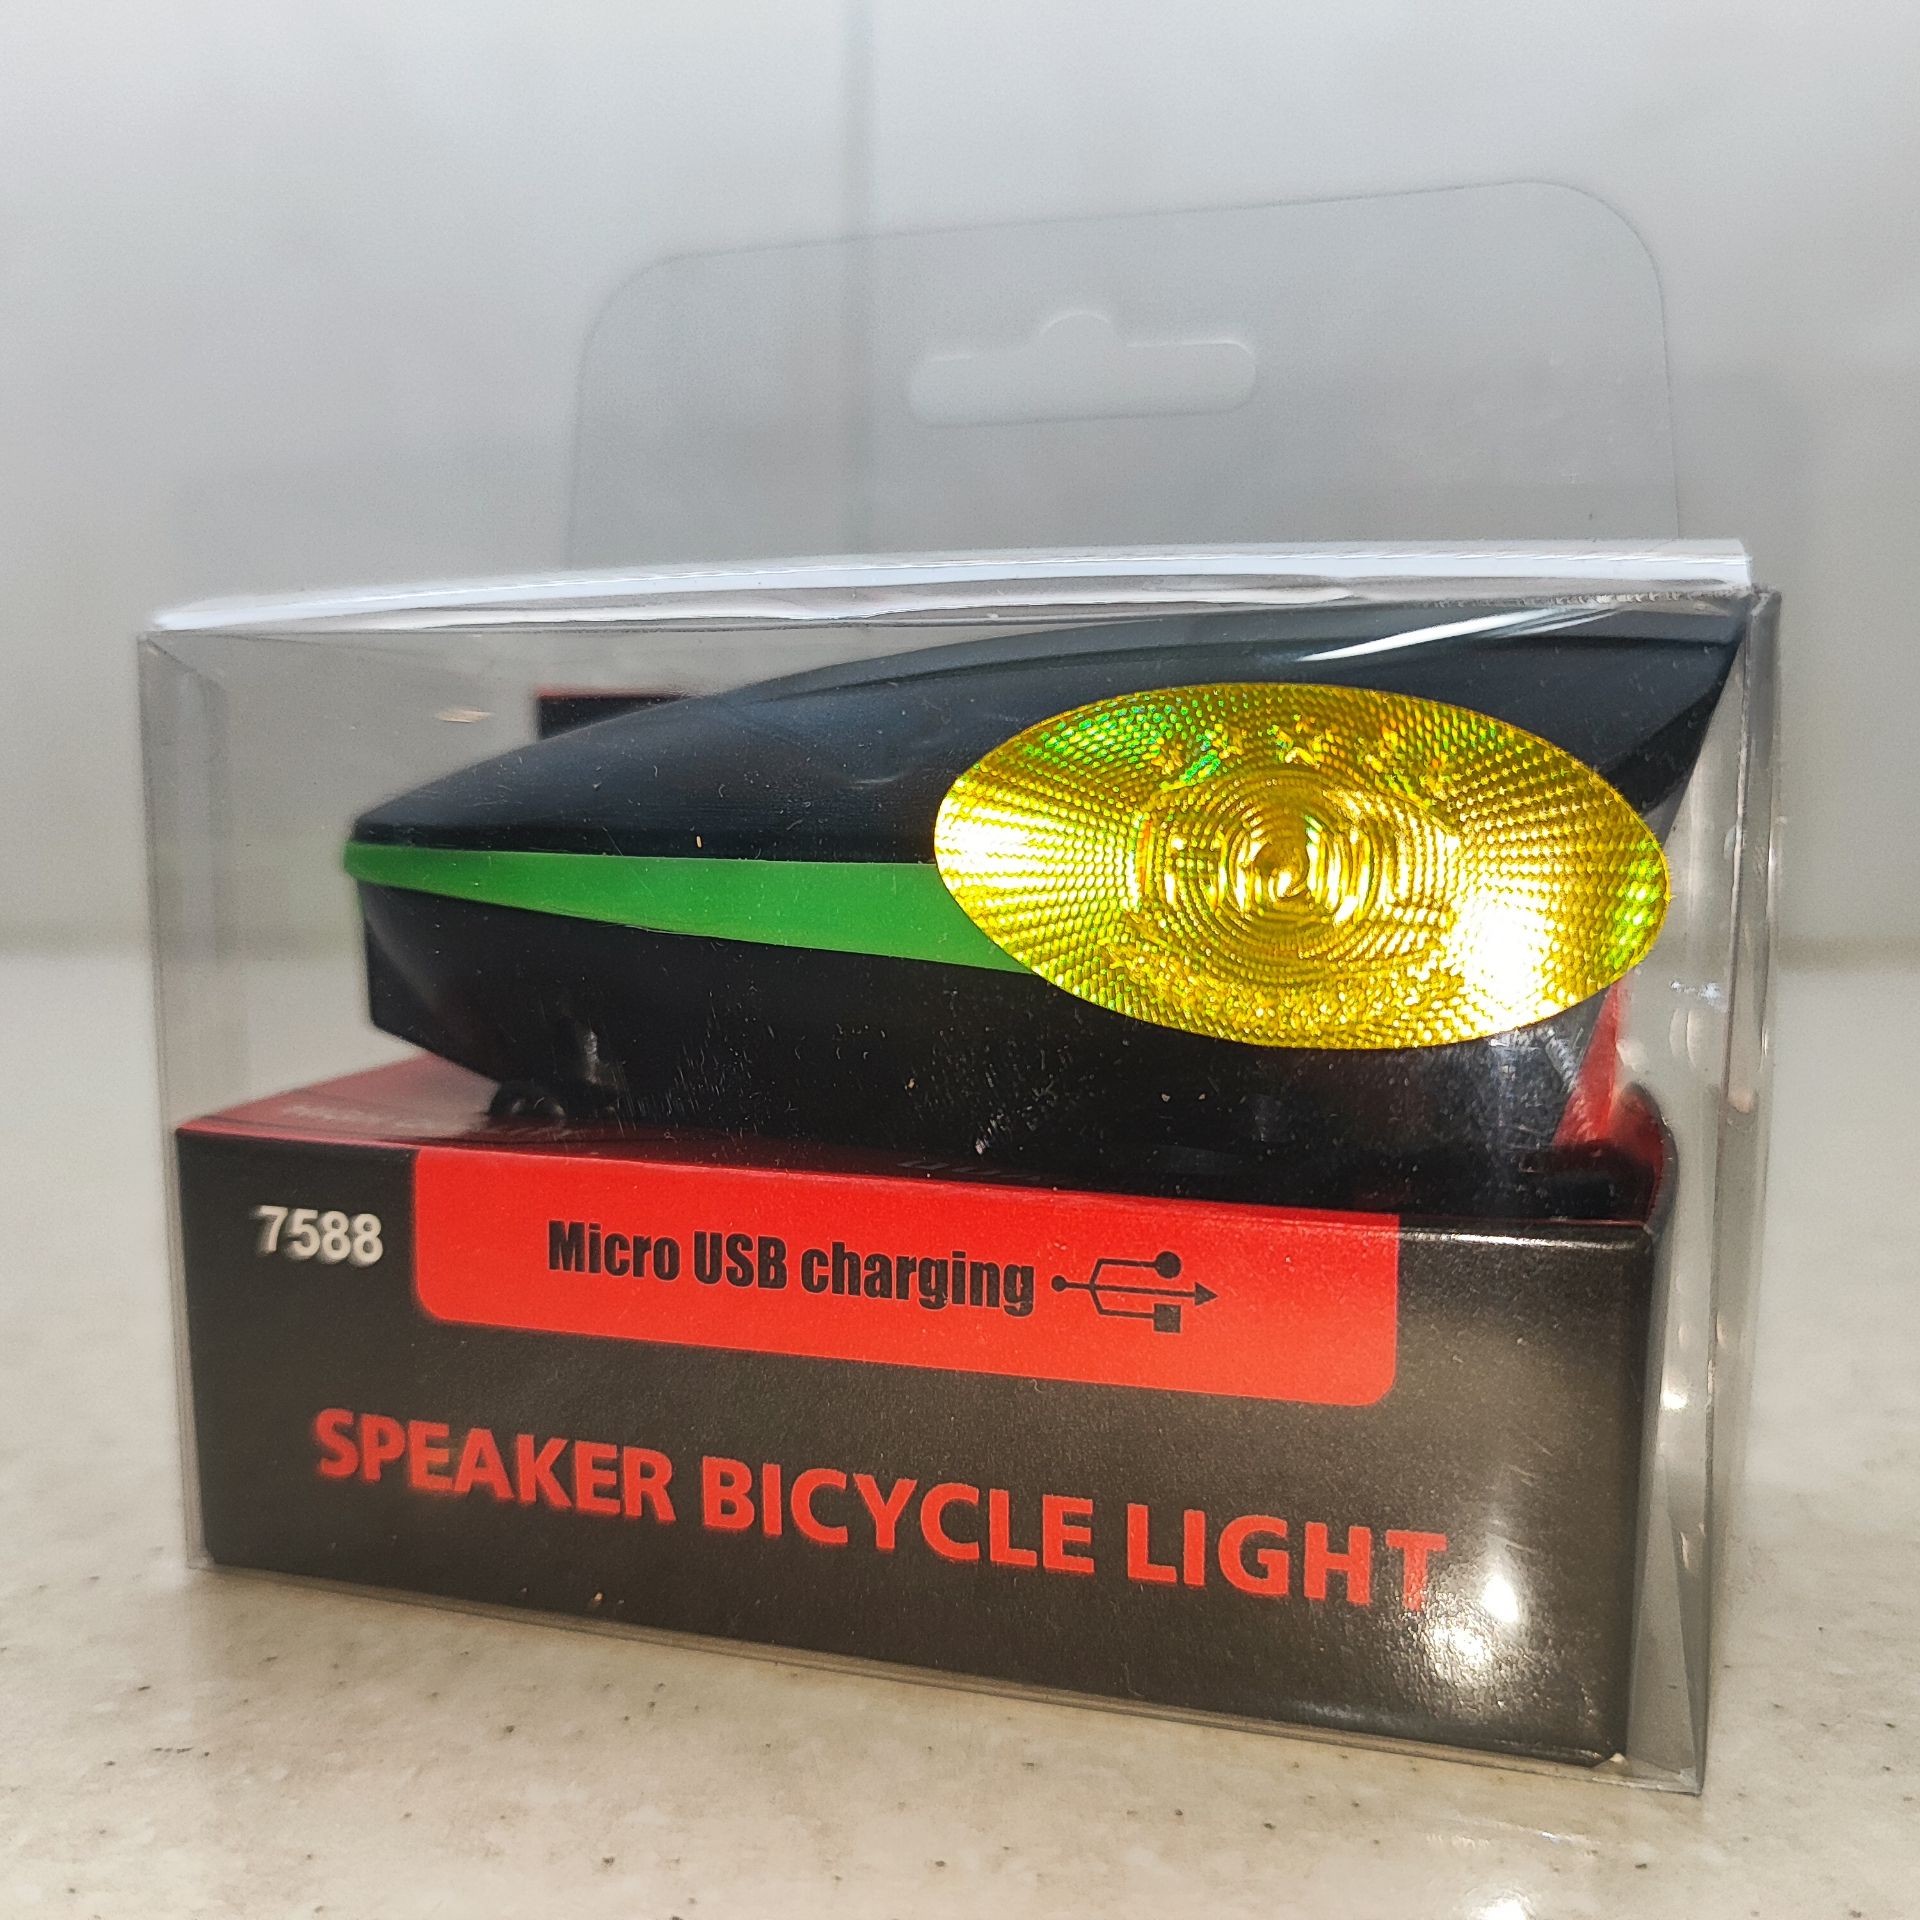 7588
Micro USB charging
SPEAKER BICYCLE LIGHT